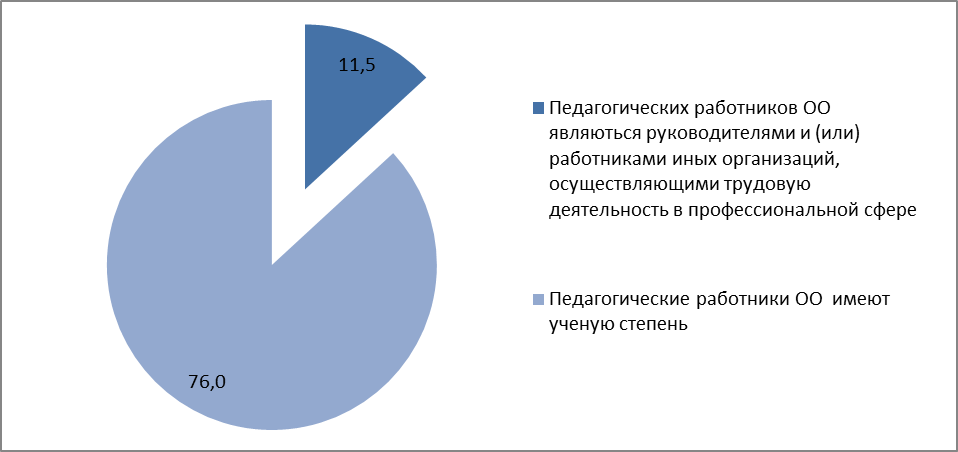 11,5
76,0
Педагогических работников ОО
являються руководителями и (или)
работниками иных организаций,
осуществляющими трудовую
деятельность в профессиональной сфере
Педагогические работники ОО  имеют
ученую степень